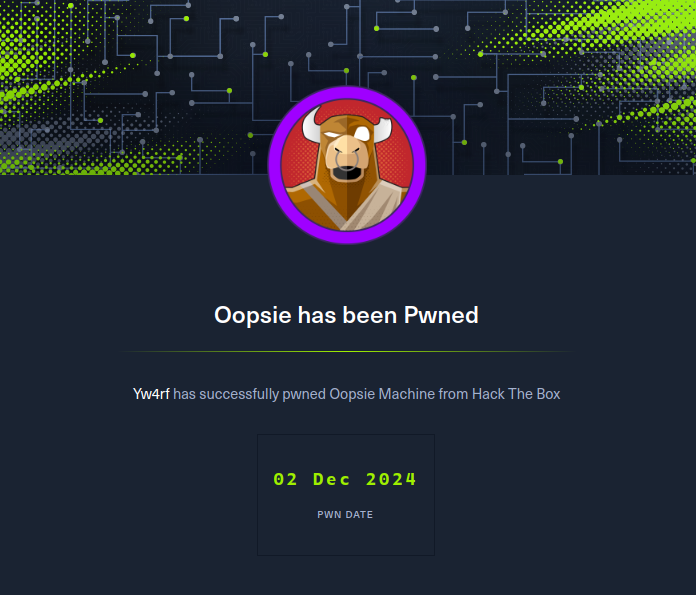 Oopsie has been Pwned
Yw4rf has successfully pwned Oopsie Machine from Hack The Box
02 Dec 2024
PWN DATE